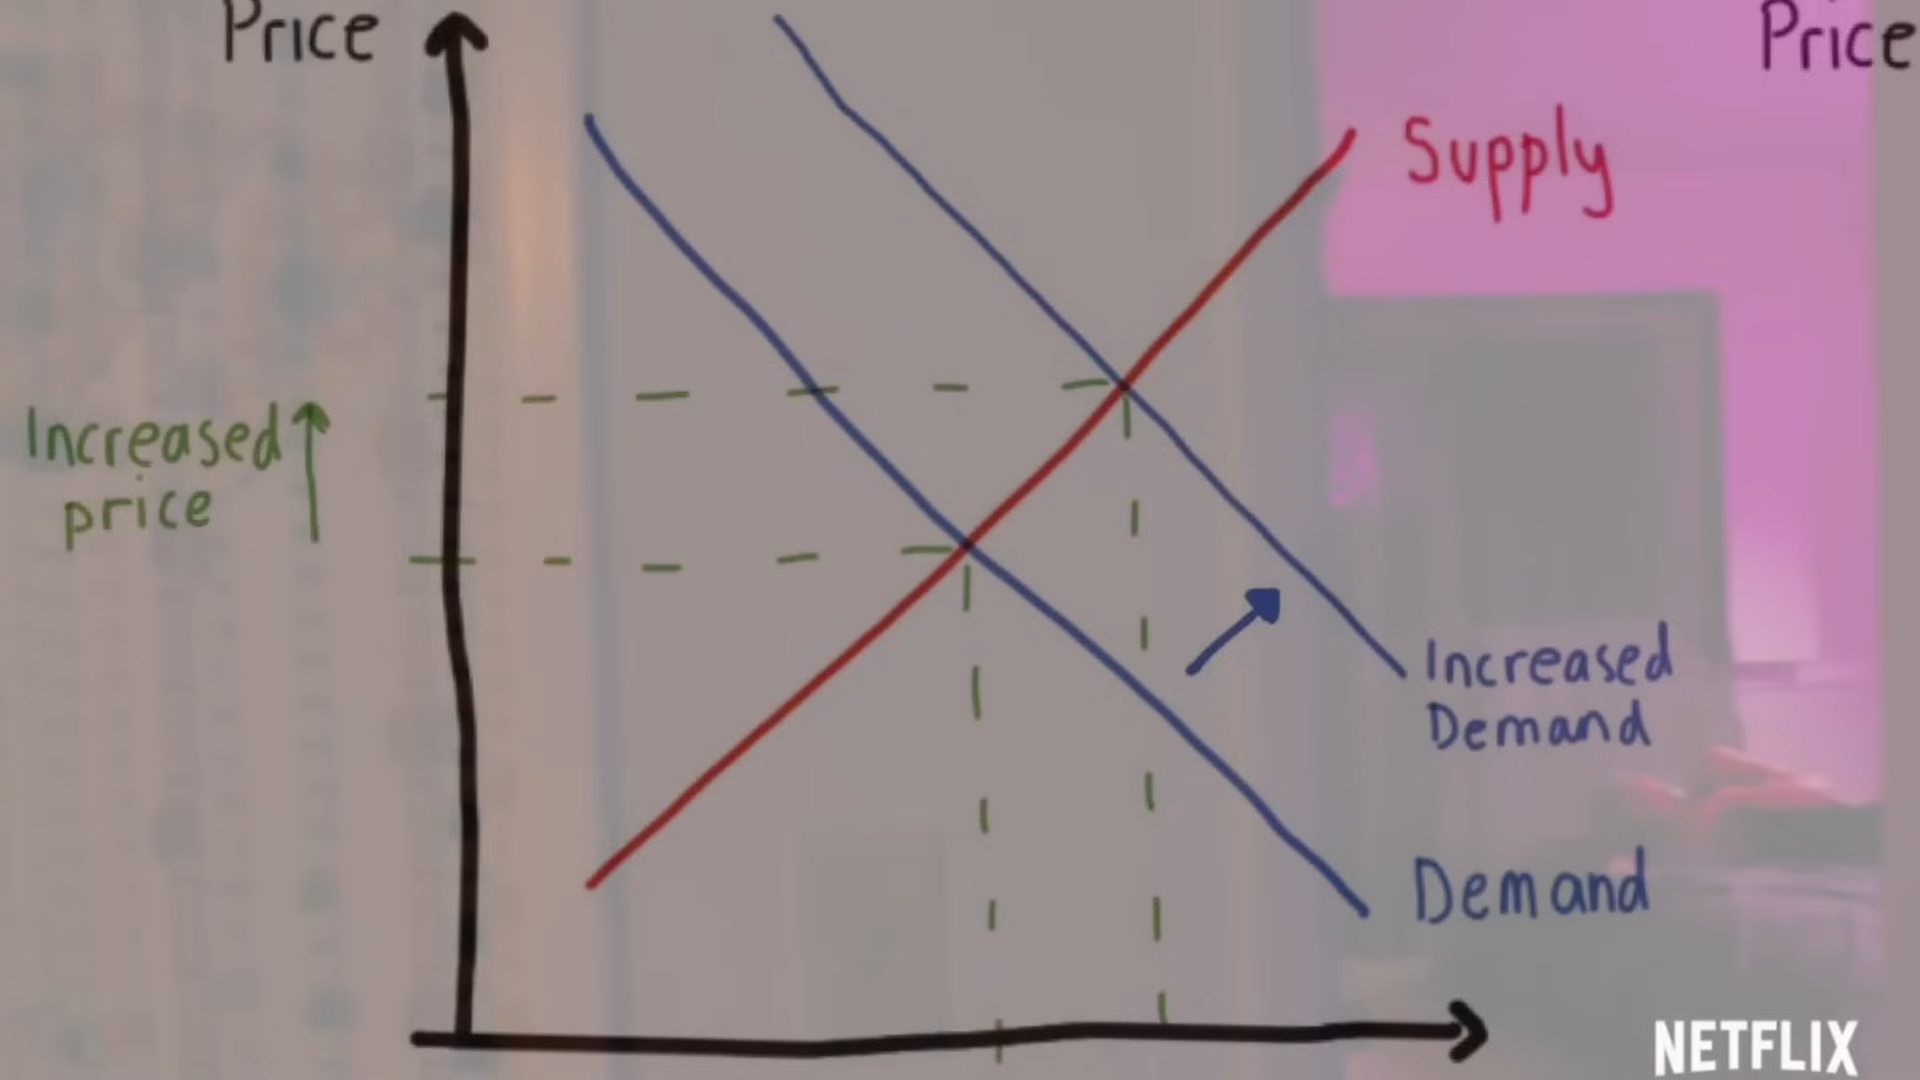 Price
Price
Supply
Increased
price
Increased
Demand
Demand
NETFLIX